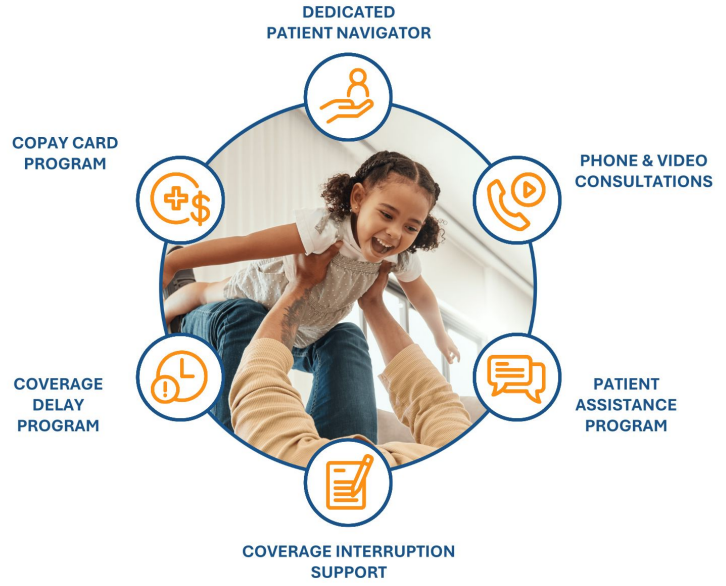 DEDICATED
PATIENT NAVIGATOR
COPAY CARD
PROGRAM
PHONE & VIDEO
CONSULTATIONS
COVERAGE
DELAY
PROGRAM
PATIENT
ASSISTANCE
PROGRAM
COVERAGE INTERRUPTION
SUPPORT